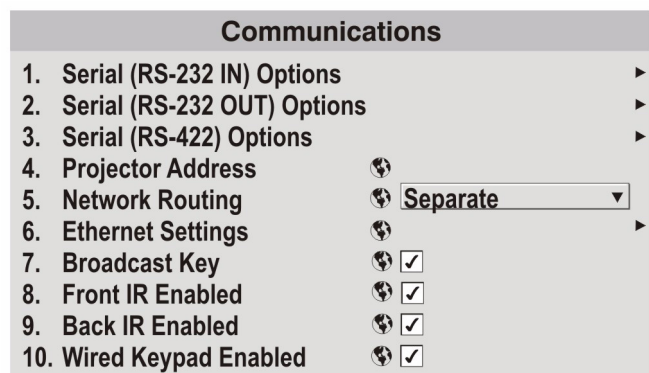 Communications
1. Serial (RS-232 IN) Options
2. Serial (RS-232 OUT) Options
3. Serial (RS-422) Options
4. Projector Address
5. Network Routing Separate
6. Ethernet Settings
7. Broadcast Key
8. Front IR Enabled
9. Back IR Enabled
10. Wired Keypad Enabled